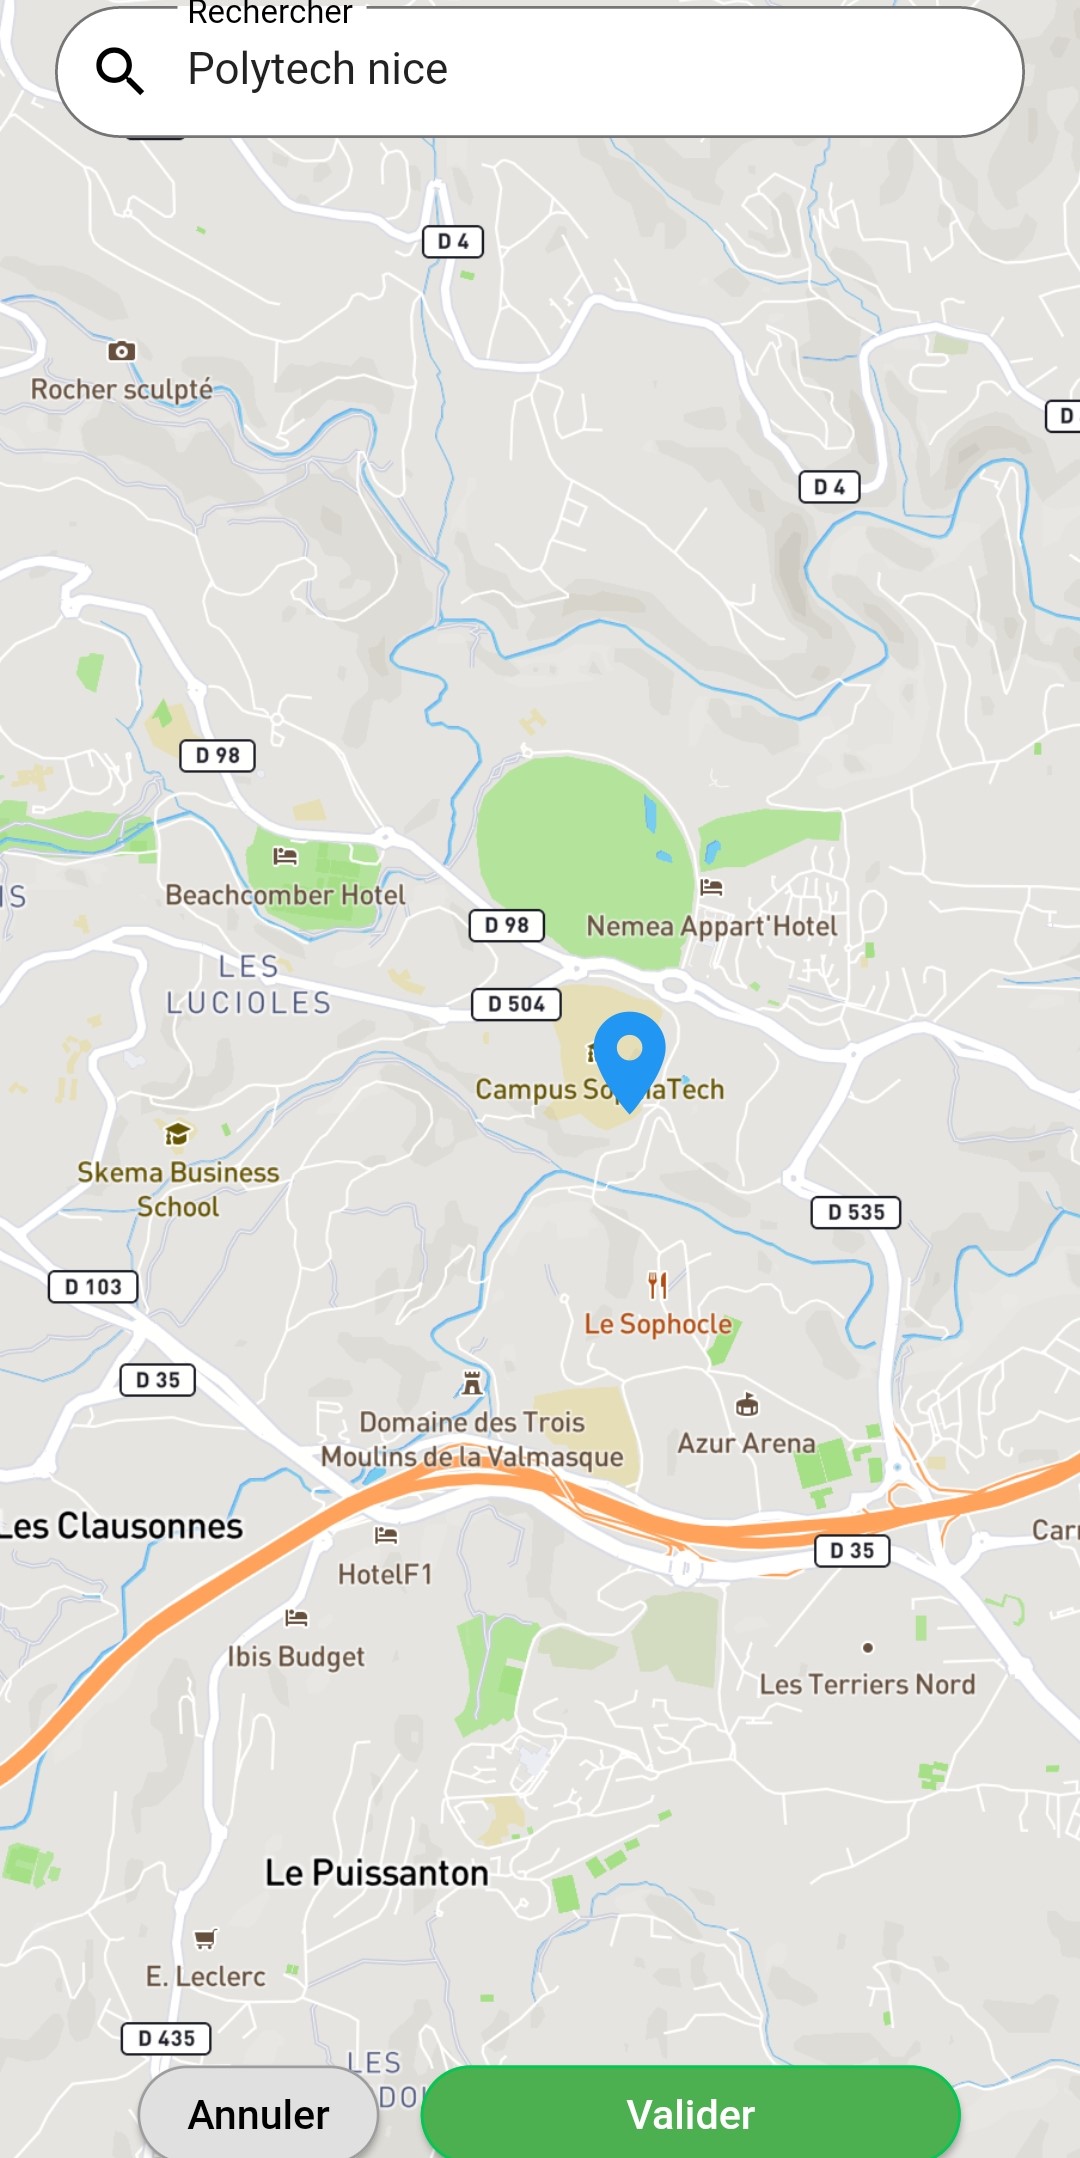 Rechercher
Polytech nice
D 4
Rocher sculpté
D
D 4
D 98
Beachcomber Hotel
IS
D 98
Nemea Appart'Hotel
LES
LUCIOLES
D 504
Campus So aTech
Skema Business
School
D 535
D 103
Le Sophocle
D 35
Domaine des Trois
Moulins de la Valmasque
Azur Arena
Les Clausonnes
HotelF1
D 35
Carr
Ibis Budget
Les Terriers Nord
Le Puissanton
E. Leclerc
D 435
LES
DO
Annuler
Valider